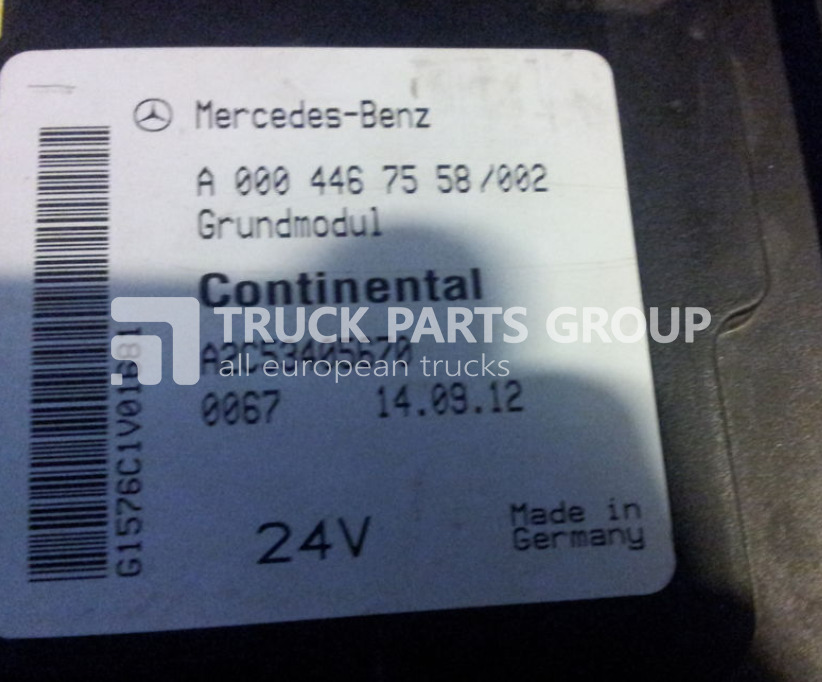 Mercedes-Benz
A 000 446 75 58/002
Grundmodul
Continental
TRUCK PARTS GROUP
A2C53405670
all european trucks
0067 14.09.12
24V
Made in
Germany